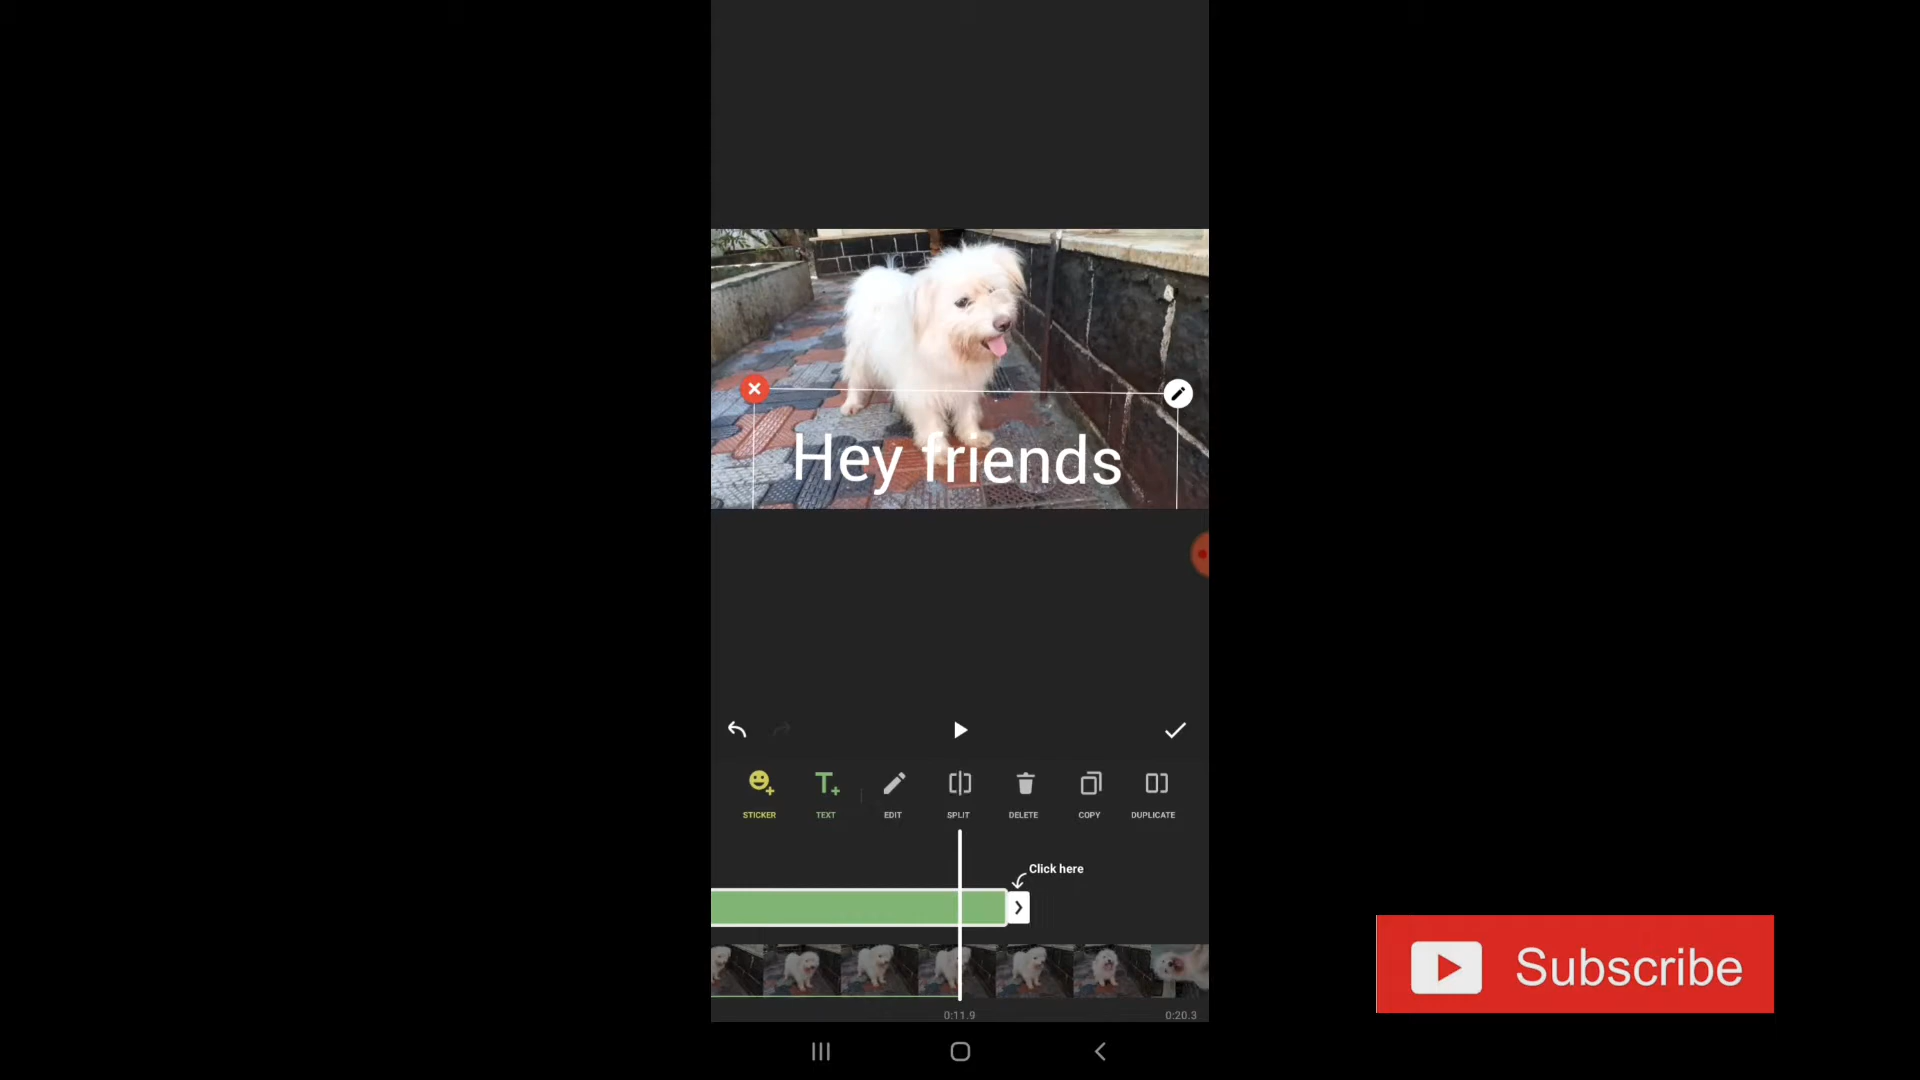 Hey friends
STICKER TEXT EDIT SPLIT DELETE COPY DUPLICATE
Click here
0:11.9 0:20.3
Subscribe